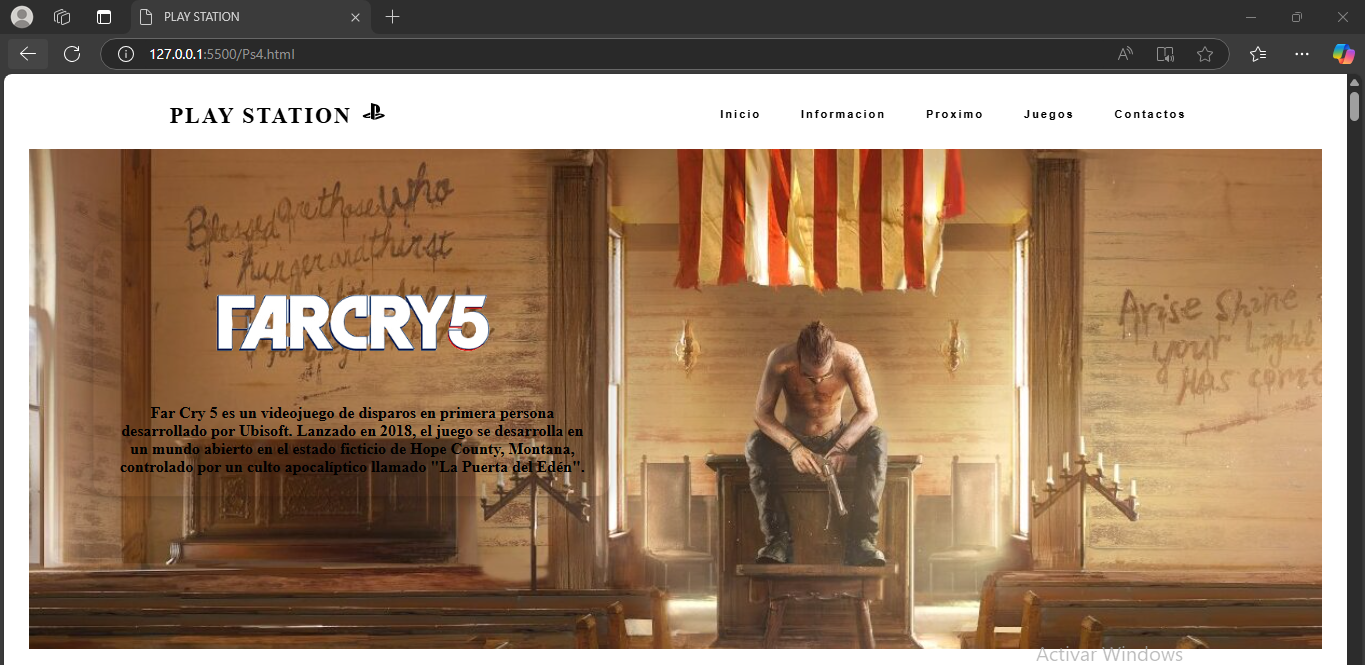 PLAY STATION
127.0.0.1:5500/Ps4.html
PLAY STATION
Inicio Informacion Proximo Juegos Contactos
Blessed are those who
hunger and thirst
FARCRY5
Arise Shine
your Light
Has come
Far Cry 5 es un videojuego de disparos en primera persona
desarrollado por Ubisoft. Lanzado en 2018, el juego se desarrolla en
un mundo abierto en el estado ficticio de Hope County, Montana,
controlado por un culto apocalíptico llamado "La Puerta del Edén".
Activar Windows